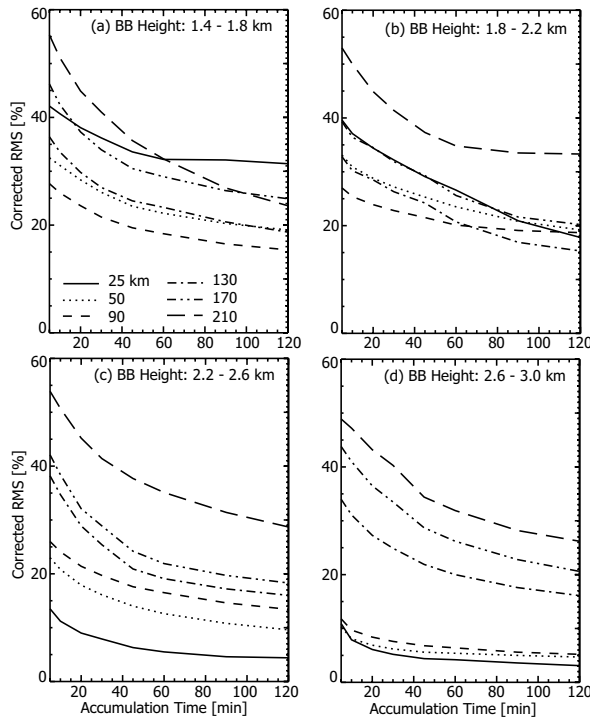 60
(a) BB Height: 1.4 - 1.8 km
(b) BB Height: 1.8 - 2.2 km
40
Corrected RMS [%]
20
25 km
130
50
170
90
210
0
20 40 60 80 100 120
20 40 60 80 100 120
60
(c) BB Height: 2.2 - 2.6 km
(d) BB Height: 2.6 - 3.0 km
40
Corrected RMS [%]
20
0
20 40 60 80 100 120
20 40 60 80 100 120
Accumulation Time [min]
Accumulation Time [min]
60
40
20
0
60
40
20
0